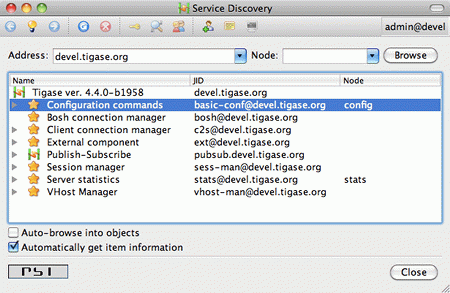 Service Discovery
admin@devel
Address: devel.tigase.org Node: Browse
Name JID Node
Tigase ver. 4.4.0-b1958 devel.tigase.org
Configuration commands basic-conf@devel.tigase.org config
Bosh connection manager bosh@devel.tigase.org
Client connection manager c2s@devel.tigase.org
External component ext@devel.tigase.org
Publish-Subscribe pubsub.devel.tigase.org
Session manager sess-man@devel.tigase.org
Server statistics stats@devel.tigase.org stats
VHost Manager vhost-man@devel.tigase.org
Auto-browse into objects
Automatically get item information
PSI Close